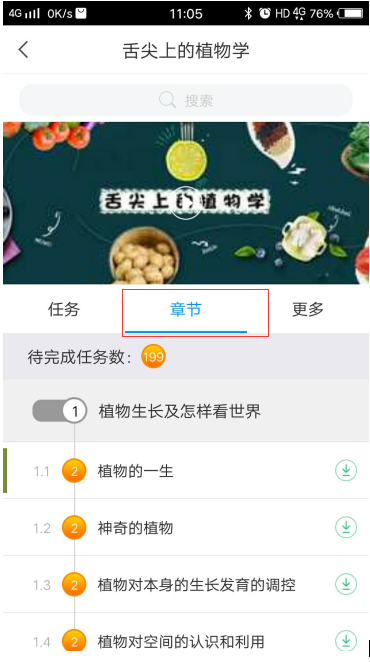 4G 0K/s 11:05 HD 4G 76%
舌尖上的植物学
搜索
舌尖上的植物学
任务 章节 更多
待完成任务数： 199
1 植物生长及怎样看世界
1.1 2 植物的一生
1.2 2 神奇的植物
1.3 2 植物对本身的生长发育的调控
1.4 2 植物对空间的认识和利用